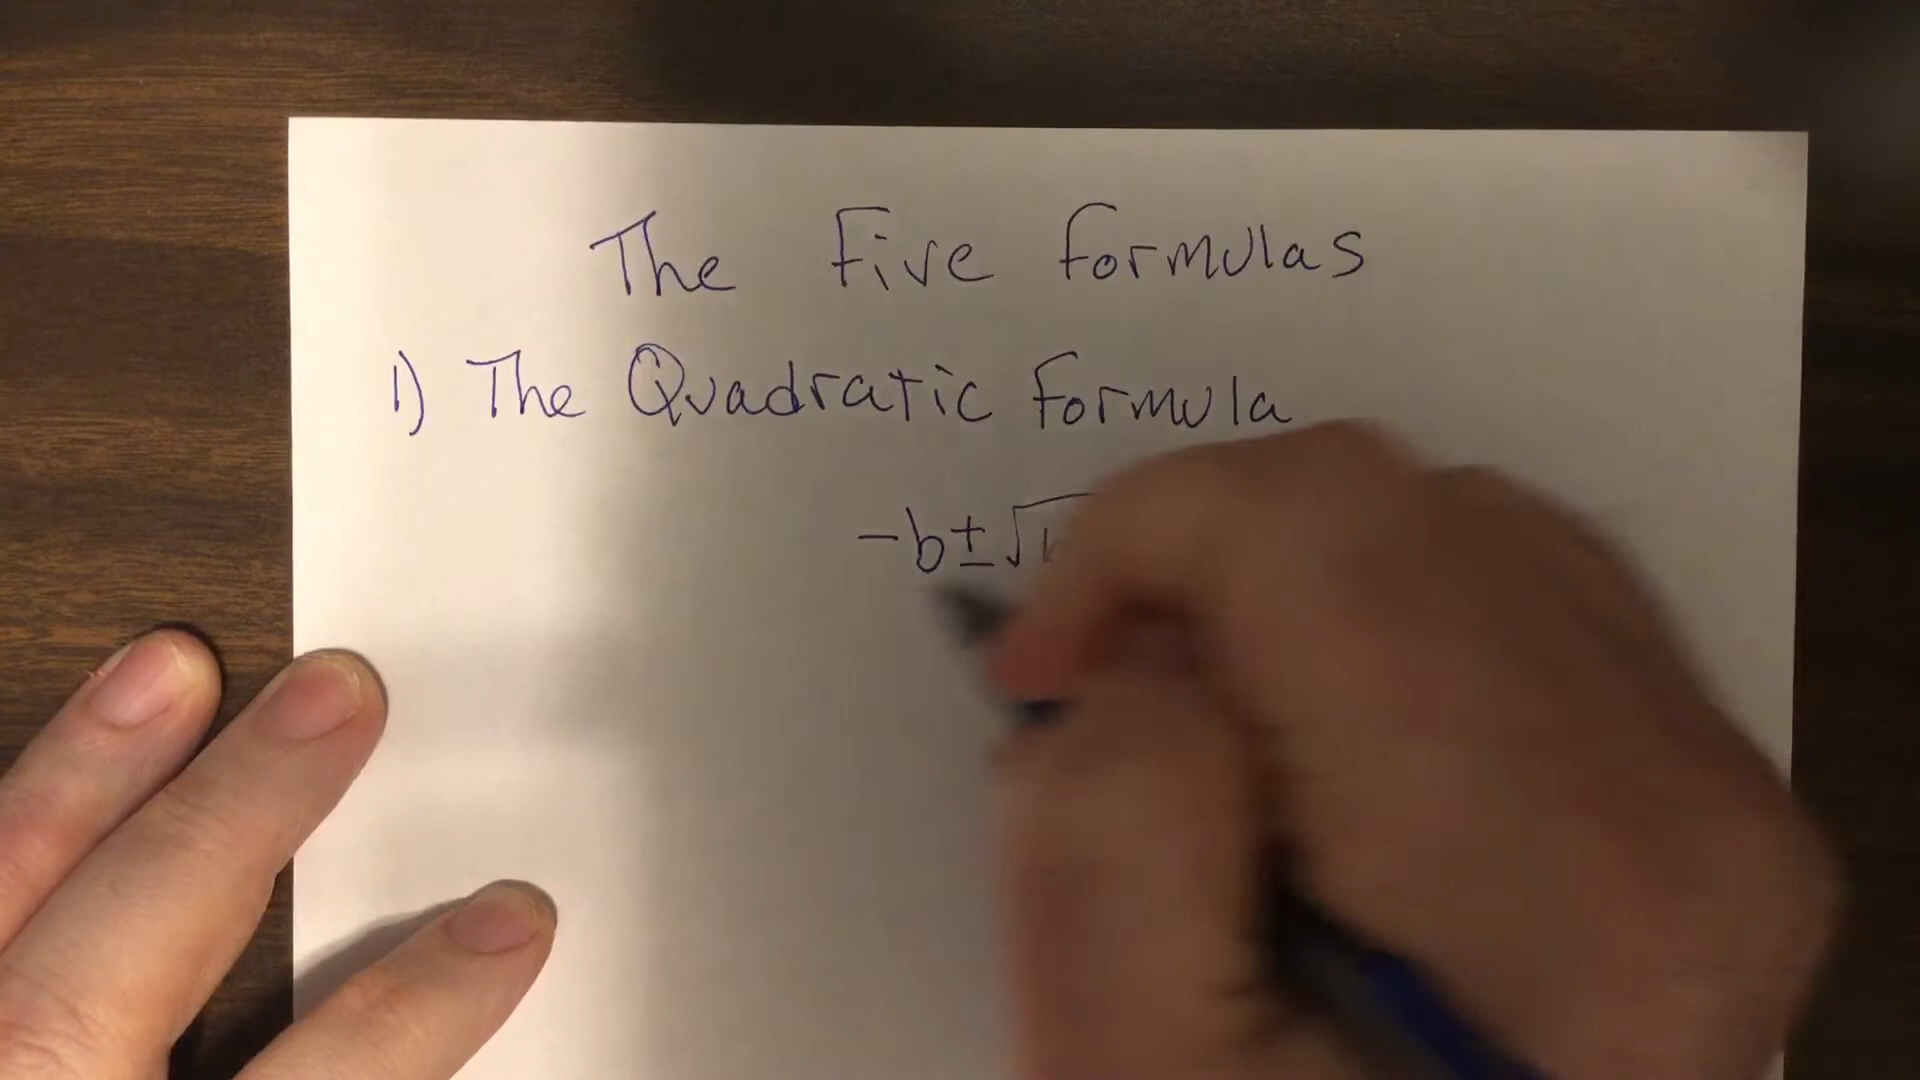 The Five Formulas
1) The Quadratic Formula
-b±√